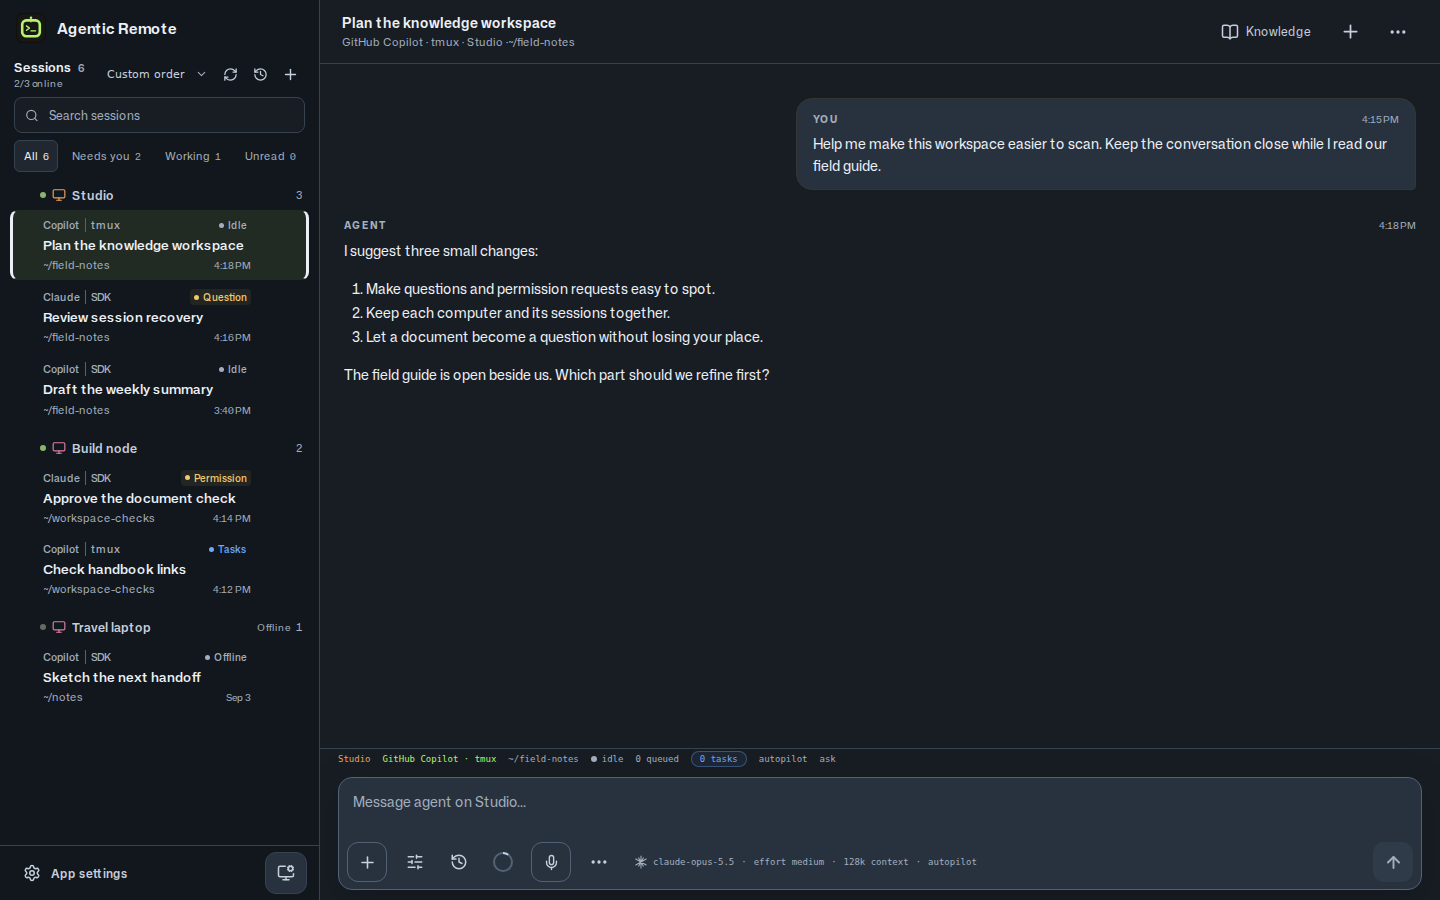 Agentic Remote
Sessions 6
2/3 online
Custom order
Search sessions
All 6
Needs you 2
Working 1
Unread 0
Studio 3
Copilot | tmux Idle
Plan the knowledge workspace
~/field-notes 4:18 PM
Claude | SDK Question
Review session recovery
~/field-notes 4:16 PM
Copilot | SDK Idle
Draft the weekly summary
~/field-notes 3:40 PM
Build node 2
Claude | SDK Permission
Approve the document check
~/workspace-checks 4:14 PM
Copilot | tmux Tasks
Check handbook links
~/workspace-checks 4:12 PM
Travel laptop Offline 1
Copilot | SDK Offline
Sketch the next handoff
~/notes Sep 3
App settings
Plan the knowledge workspace
GitHub Copilot · tmux · Studio · ~/field-notes
Knowledge
YOU 4:15 PM
Help me make this workspace easier to scan. Keep the conversation close while I read our
field guide.
AGENT 4:18 PM
I suggest three small changes:
1. Make questions and permission requests easy to spot.
2. Keep each computer and its sessions together.
3. Let a document become a question without losing your place.
The field guide is open beside us. Which part should we refine first?
Studio GitHub Copilot · tmux ~/field-notes idle 0 queued 0 tasks autopilot ask
Message agent on Studio...
claude-opus-5.5 · effort medium · 128k context · autopilot